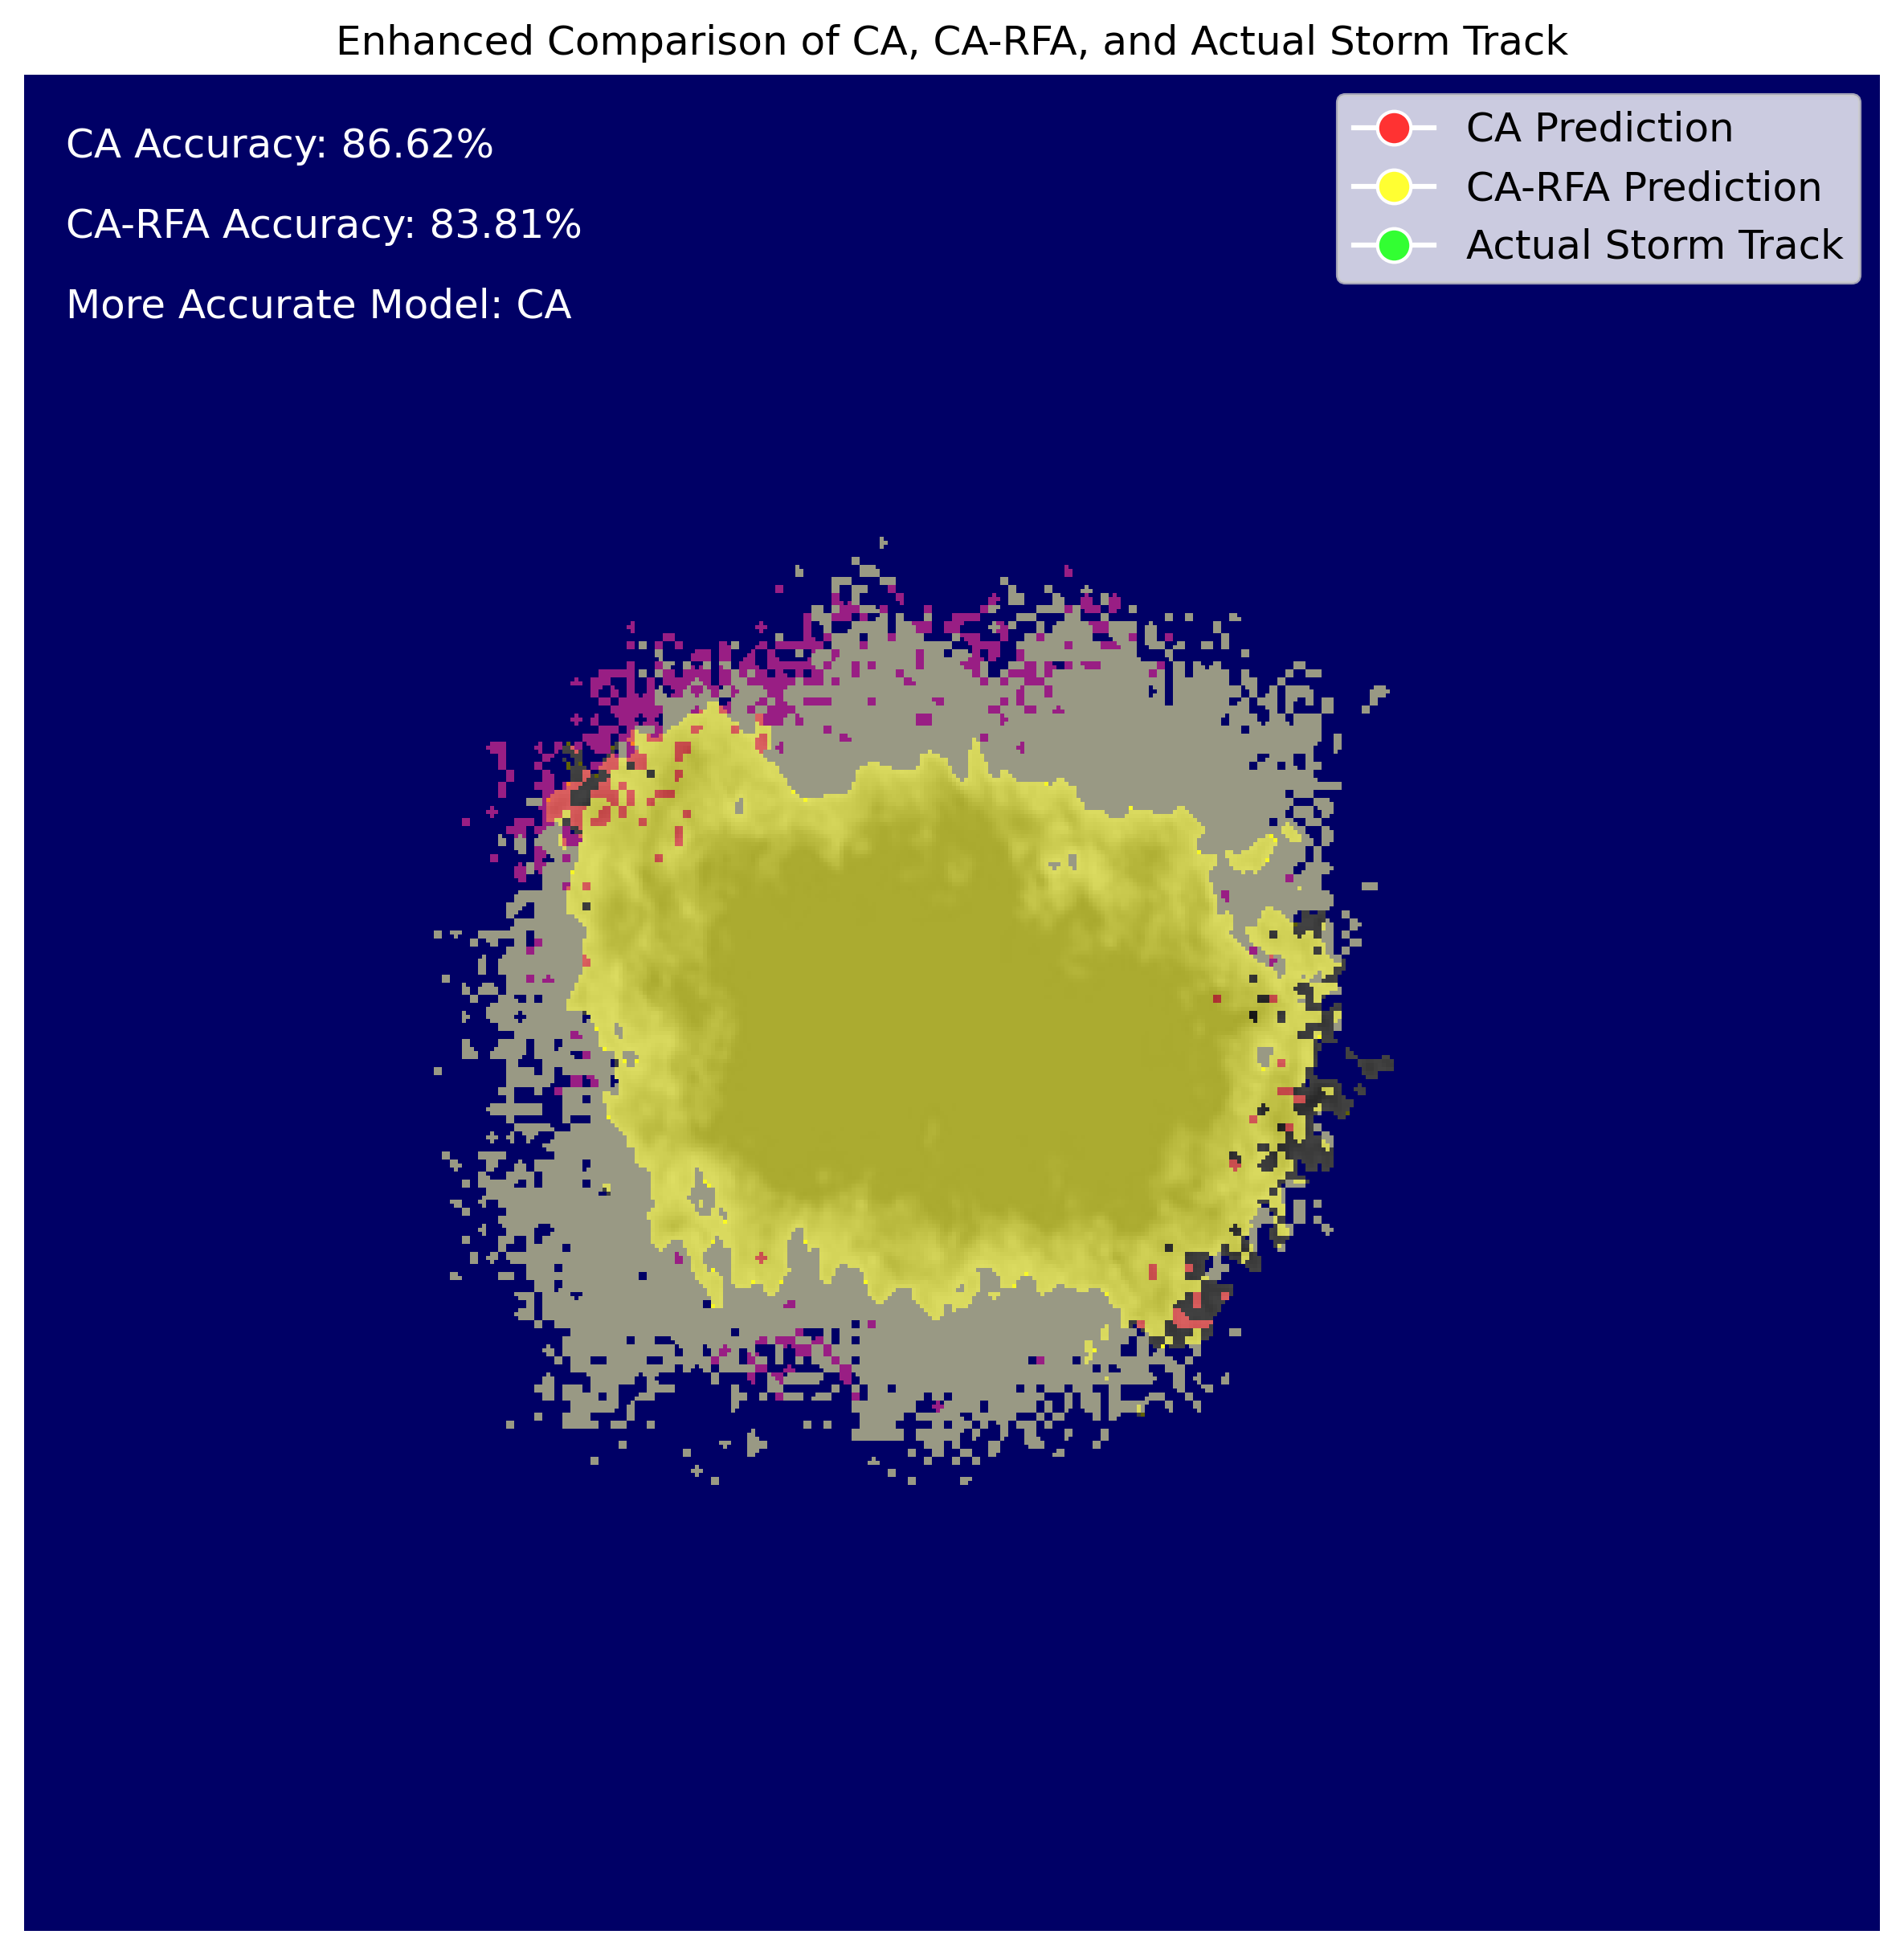 Enhanced Comparison of CA, CA-RFA, and Actual Storm Track
CA Accuracy: 86.62%
CA-RFA Accuracy: 83.81%
More Accurate Model: CA
CA Prediction
CA-RFA Prediction
Actual Storm Track